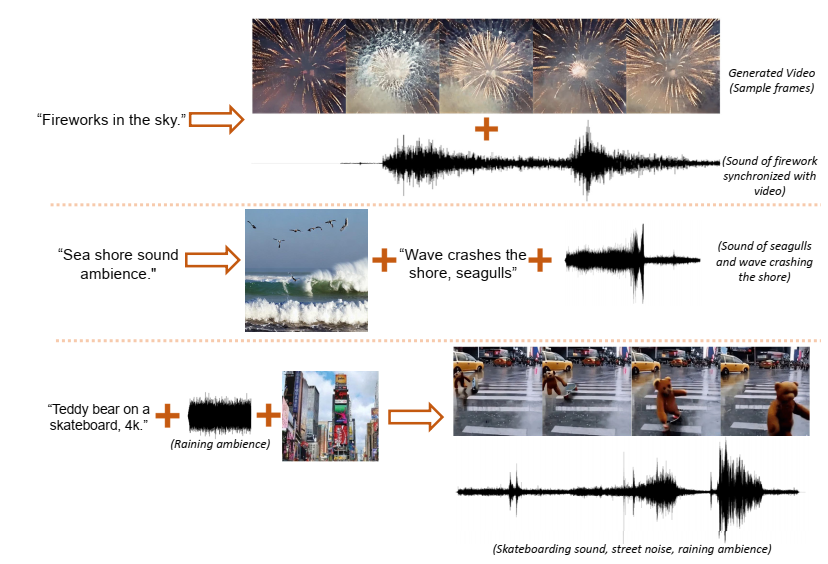 Generated Video
(Sample frames)
“Fireworks in the sky.”
(Sound of firework
synchronized with
video)
“Sea shore sound
ambience."
“Wave crashes the
shore, seagulls”
(Sound of seagulls
and wave crashing
the shore)
“Teddy bear on a
skateboard, 4k.”
(Raining ambience)
(Skateboarding sound, street noise, raining ambience)